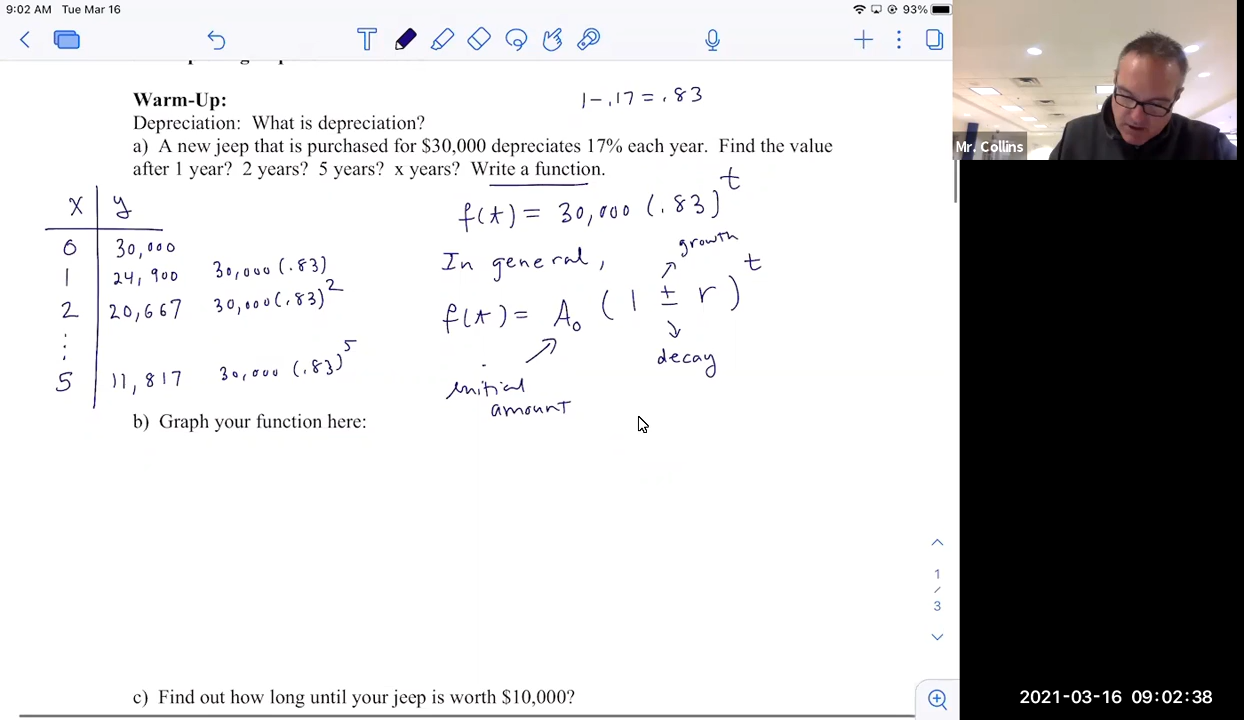 9:02 AM Tue Mar 16
93%
Warm-Up:
1-.17=.83
Depreciation: What is depreciation?
a) A new jeep that is purchased for $30,000 depreciates 17% each year. Find the value
after 1 year? 2 years? 5 years? x years? Write a function.
x y
0 30,000
1 24,900 30,000(.83)
2 20,667 30,000(.83)^2
⋮
5 11,817 30,000(.83)^5
f(t)= 30,000(.83)^t
In general,
growth
f(t)= A₀(1 ± r)^t
decay
initial
amount
b) Graph your function here:
c) Find out how long until your jeep is worth $10,000?
1
/
3
Mr. Collins
2021-03-16 09:02:38